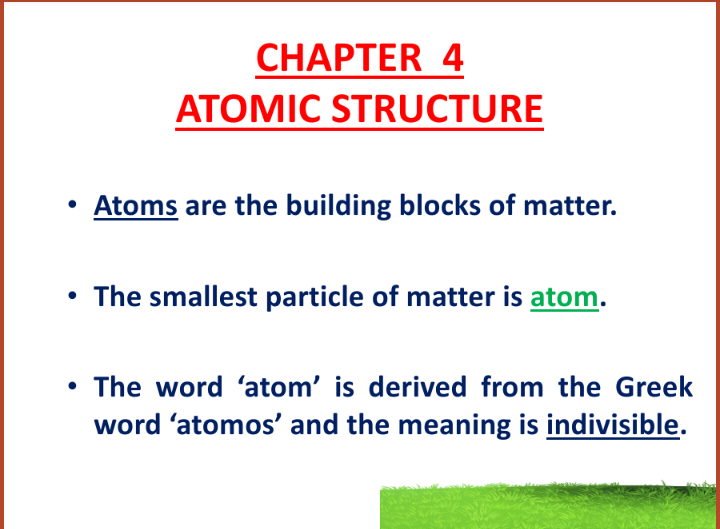 CHAPTER 4
ATOMIC STRUCTURE
• Atoms are the building blocks of matter.
• The smallest particle of matter is atom.
• The word ‘atom’ is derived from the Greek
word ‘atomos’ and the meaning is indivisible.